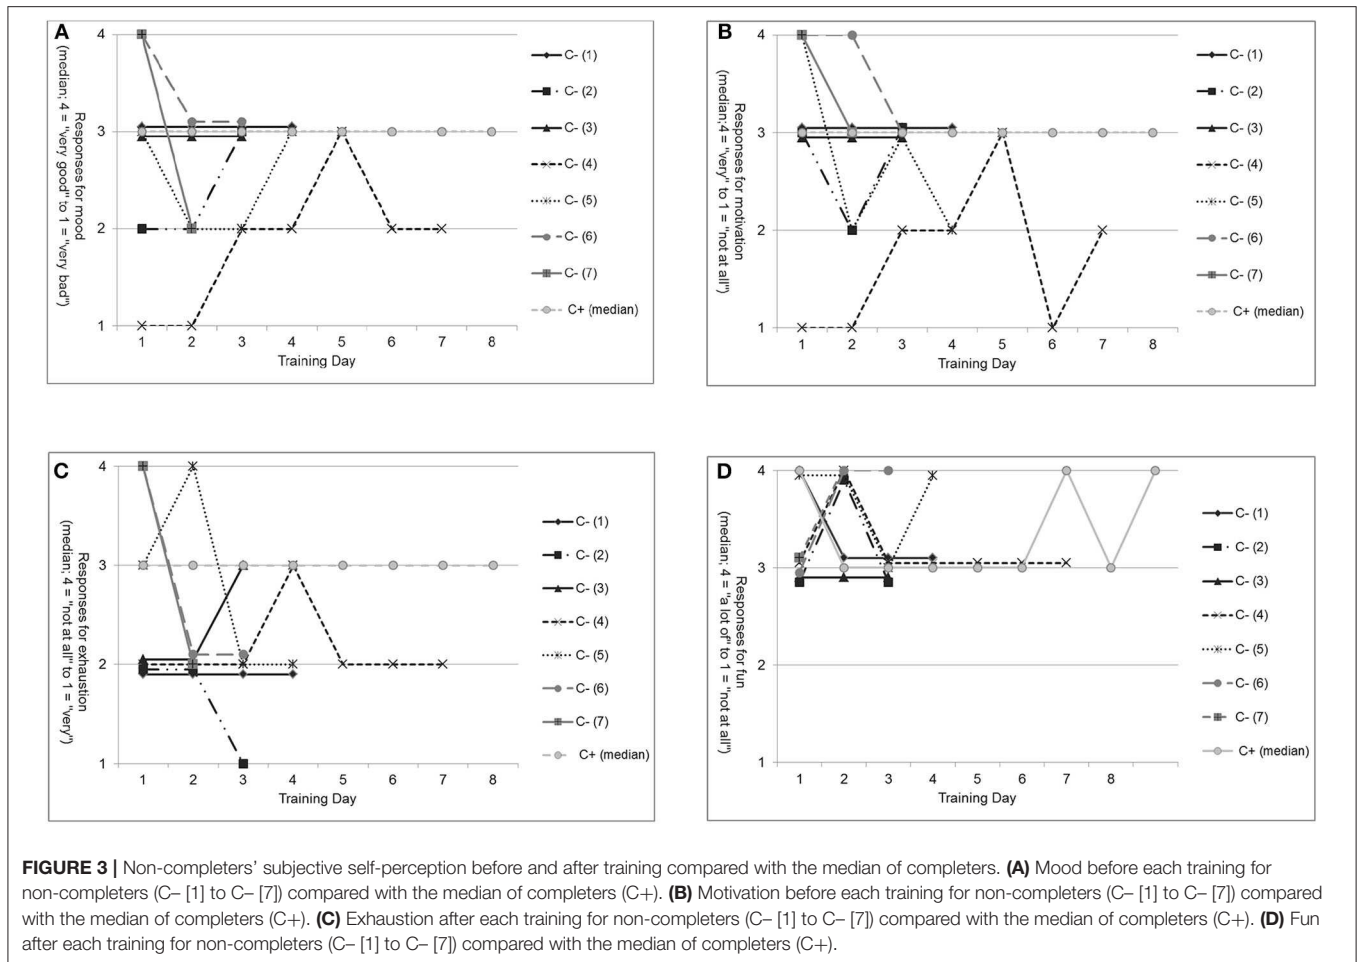 A
Responses for mood
(median; 4 = "very good" to 1 = "very bad")
4
3
2
1
1 2 3 4 5 6 7 8
Training Day
C- (1)
C- (2)
C- (3)
C- (4)
C- (5)
C- (6)
C- (7)
C+ (median)
B
Responses for motivation
(median;4 = "very" to 1 = "not at all")
4
3
2
1
1 2 3 4 5 6 7 8
Training Day
C- (1)
C- (2)
C- (3)
C- (4)
C- (5)
C- (6)
C- (7)
C+ (median)
C
Responses for exhaustion
(median; 4 = "not at all" to 1 = "very")
4
3
2
1
1 2 3 4 5 6 7 8
Training Day
C- (1)
C- (2)
C- (3)
C- (4)
C- (5)
C- (6)
C- (7)
C+ (median)
D
Responses for fun
(median; 4 = "a lot of" to 1 = "not at all")
4
3
2
1
1 2 3 4 5 6 7 8
Training Day
C- (1)
C- (2)
C- (3)
C- (4)
C- (5)
C- (6)
C- (7)
C+ (median)
FIGURE 3 | Non-completers' subjective self-perception before and after training compared with the median of completers. (A) Mood before each training for
non-completers (C– [1] to C– [7]) compared with the median of completers (C+). (B) Motivation before each training for non-completers (C– [1] to C– [7]) compared
with the median of completers (C+). (C) Exhaustion after each training for non-completers (C– [1] to C– [7]) compared with the median of completers (C+). (D) Fun
after each training for non-completers (C– [1] to C– [7]) compared with the median of completers (C+).